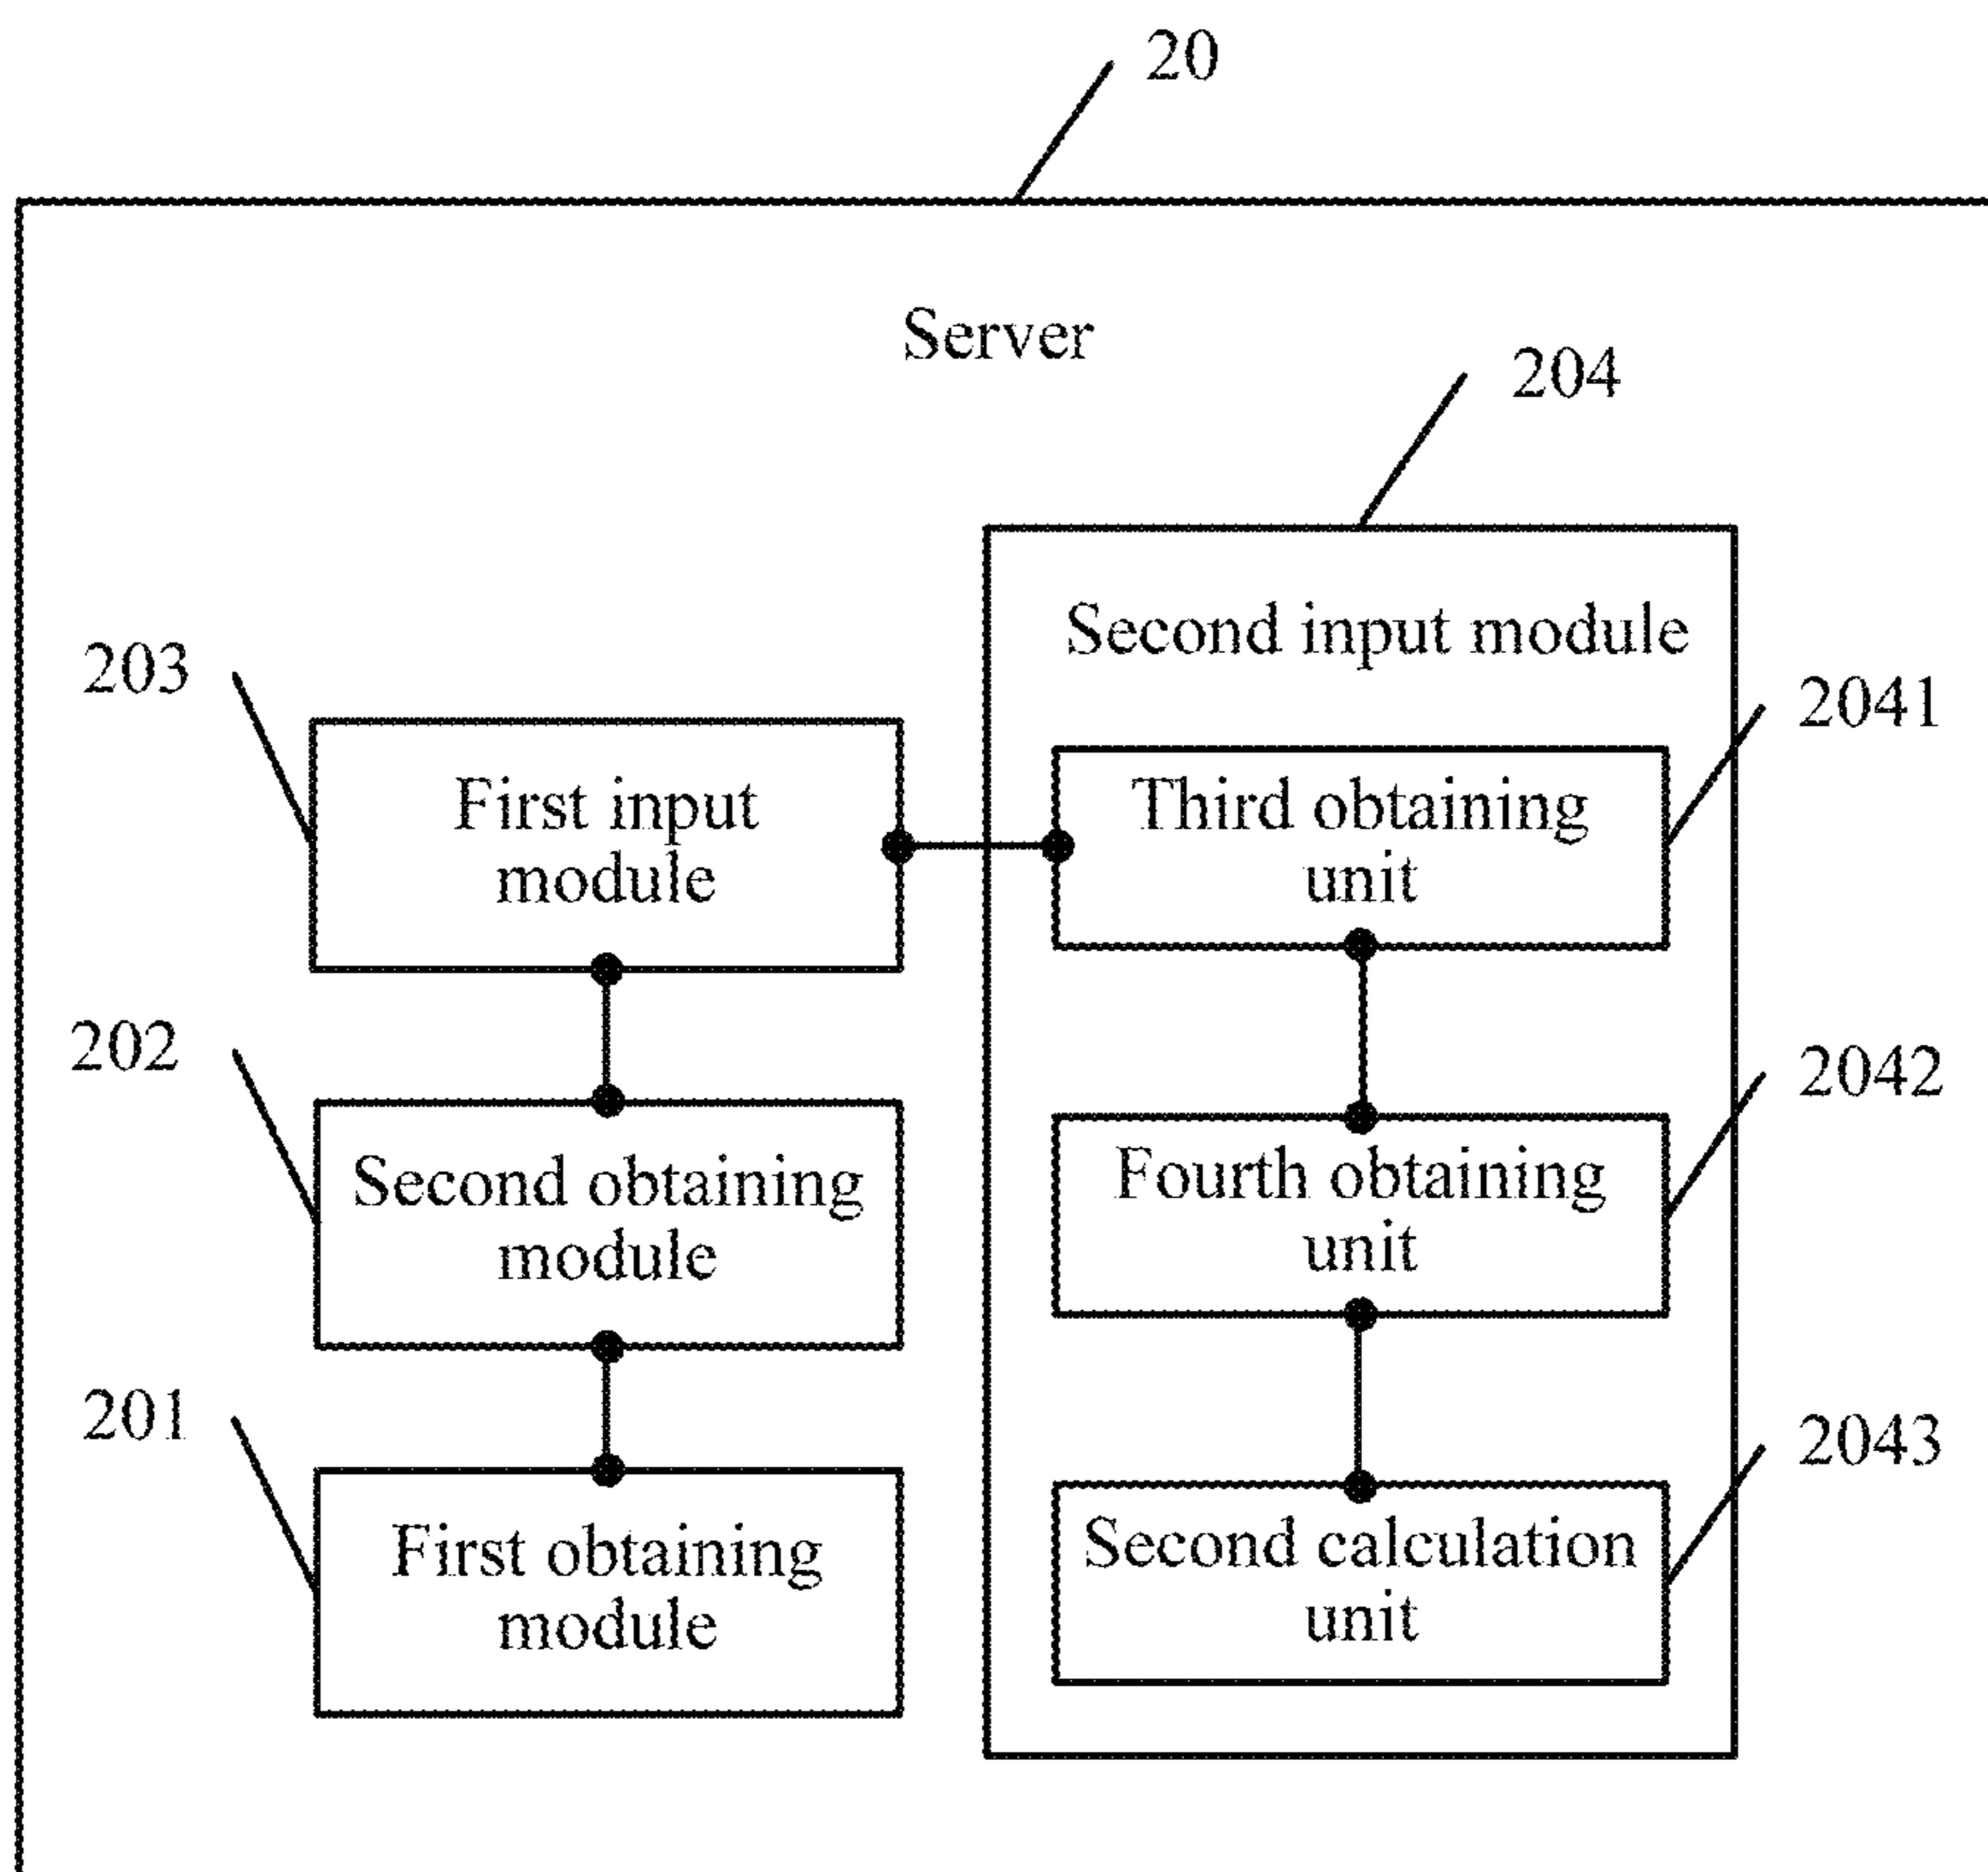 20
Server
204
Second input module
203
2041
First input
module
Third obtaining
unit
202
2042
Second obtaining
module
Fourth obtaining
unit
201
2043
First obtaining
module
Second calculation
unit